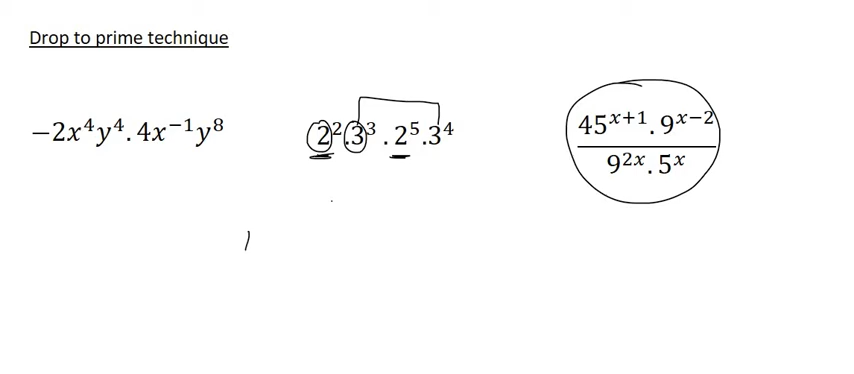 Drop to prime technique
−2x⁴y⁴.4x⁻¹y⁸
2².3³.2⁵.3⁴
45ˣ⁺¹.9ˣ⁻²
9²ˣ.5ˣ